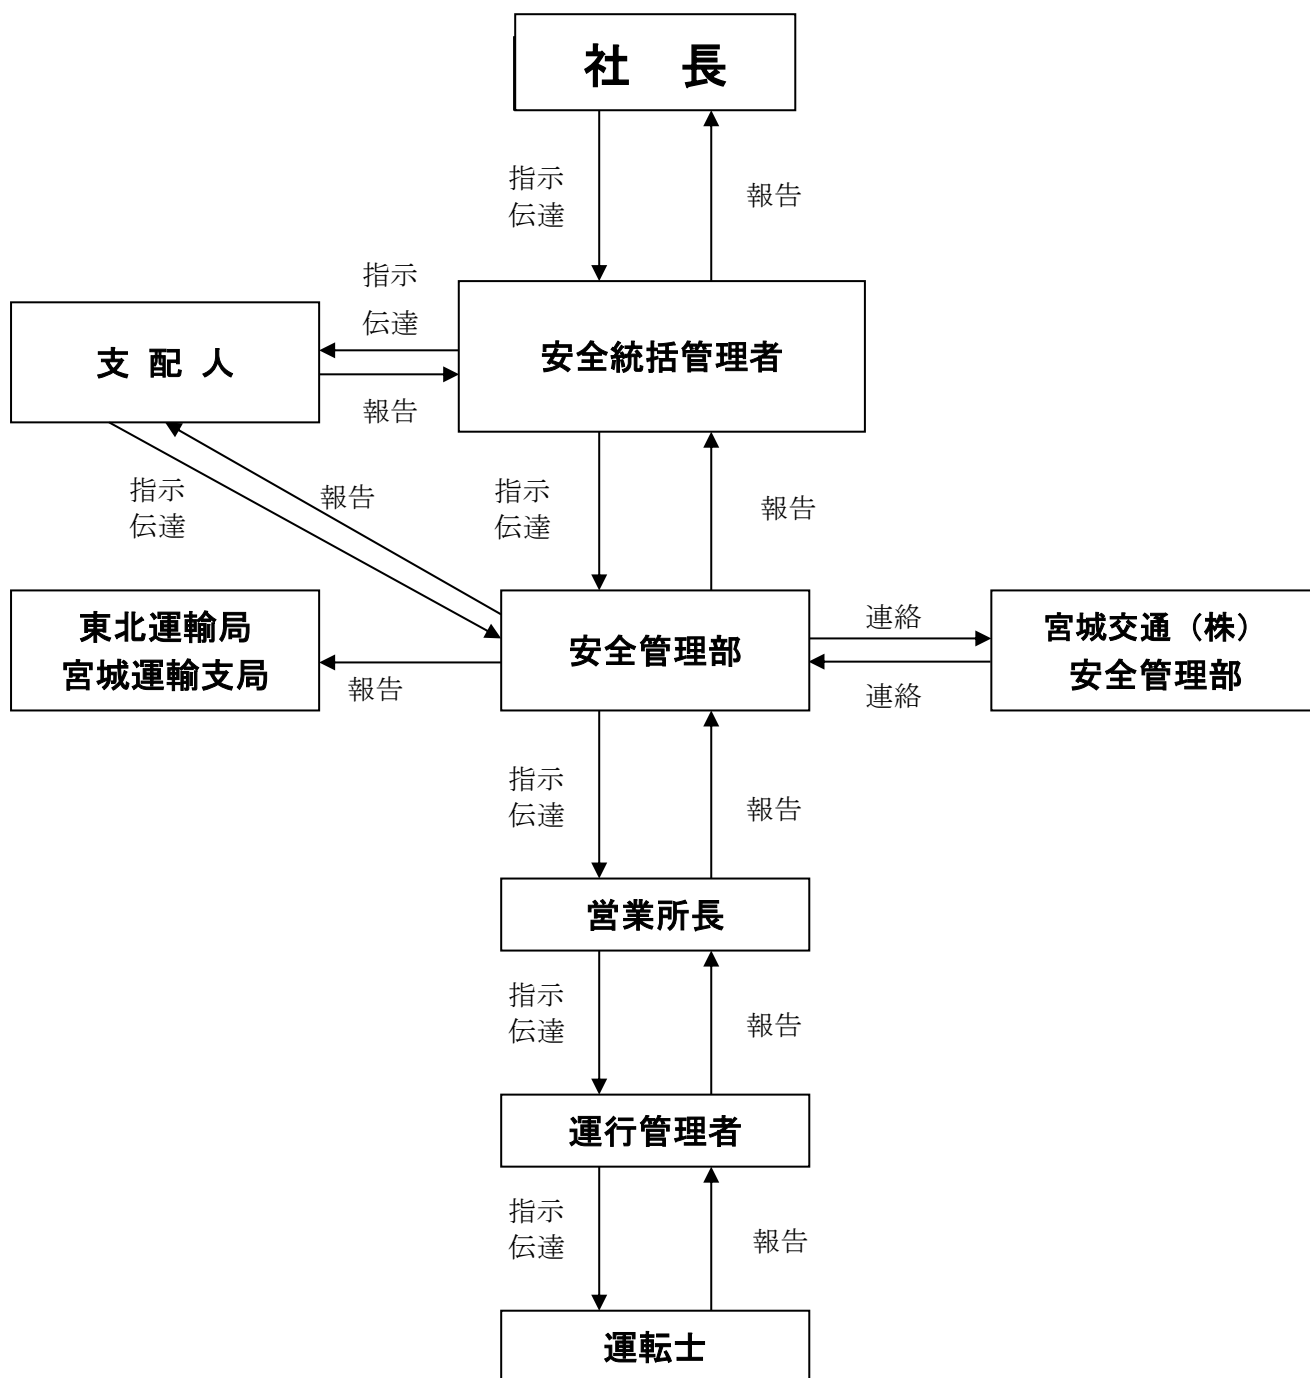 社　長
指示
伝達
報告
指示
伝達
支 配 人
安全統括管理者
報告
指示
伝達
報告
指示
伝達
報告
東北運輸局
宮城運輸支局
報告
安全管理部
連絡
連絡
宮城交通（株）
安全管理部
指示
伝達
報告
営業所長
指示
伝達
報告
運行管理者
指示
伝達
報告
運転士